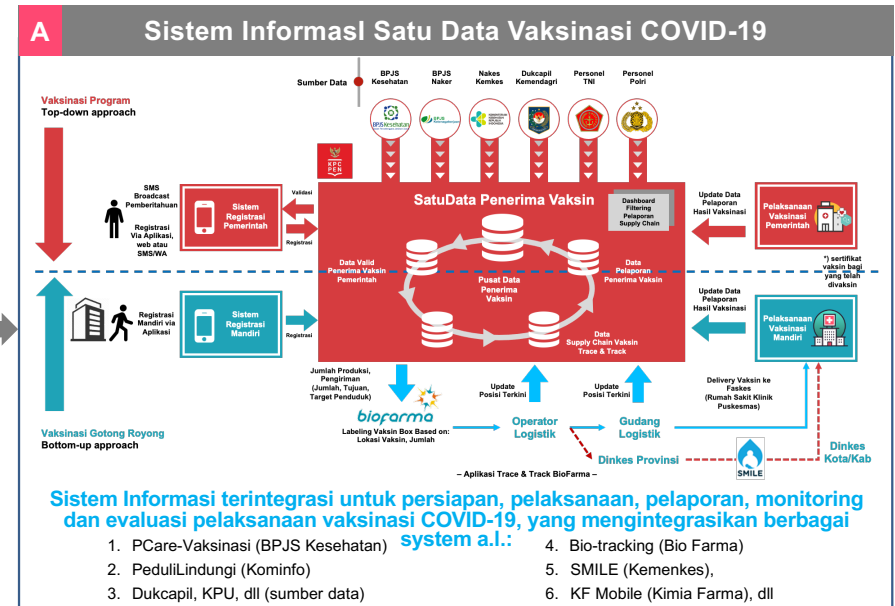 A
Sistem InformasI Satu Data Vaksinasi COVID-19
Sumber Data
BPJS
Kesehatan
BPJS
Naker
Nakes
Kemkes
Dukcapil
Kemendagri
Personel
TNI
Personel
Polri
Vaksinasi Program
Top-down approach
BPJS Kesehatan
KPC
PEN
SMS
Broadcast
Pemberitahuan
Registrasi
Via Aplikasi,
web atau
SMS/WA
Sistem
Registrasi
Pemerintah
Validasi
Registrasi
SatuData Penerima Vaksin
Dashboard
Filtering
Pelaporan
Supply Chain
Update Data
Pelaporan
Hasil Vaksinasi
Pelaksanaan
Vaksinasi
Pemerintah
Data Valid
Penerima Vaksin
Pemerintah
Pusat Data
Penerima
Vaksin
Data
Pelaporan
Penerima Vaksin
*) sertifikat
vaksin bagi
yang telah
divaksin
Registrasi
Mandiri via
Aplikasi
Sistem
Registrasi
Mandiri
Registrasi
Data
Supply Chain Vaksin
Trace & Track
Update Data
Pelaporan
Hasil Vaksinasi
Pelaksanaan
Vaksinasi
Mandiri
Jumlah Produksi,
Pengiriman
(Jumlah, Tujuan,
Target Penduduk)
Update
Posisi Terkini
Update
Posisi Terkini
Delivery Vaksin ke
Faskes
(Rumah Sakit Klinik
Puskesmas)
biofarma
Labeling Vaksin Box Based on:
Lokasi Vaksin, Jumlah
Operator
Logistik
Gudang
Logistik
Vaksinasi Gotong Royong
Bottom-up approach
Dinkes Provinsi
SMILE
Dinkes
Kota/Kab
– Aplikasi Trace & Track BioFarma –
Sistem Informasi terintegrasi untuk persiapan, pelaksanaan, pelaporan, monitoring
dan evaluasi pelaksanaan vaksinasi COVID-19, yang mengintegrasikan berbagai
system a.l.:
1. PCare-Vaksinasi (BPJS Kesehatan)
2. PeduliLindungi (Kominfo)
3. Dukcapil, KPU, dll (sumber data)
4. Bio-tracking (Bio Farma)
5. SMILE (Kemenkes),
6. KF Mobile (Kimia Farma), dll